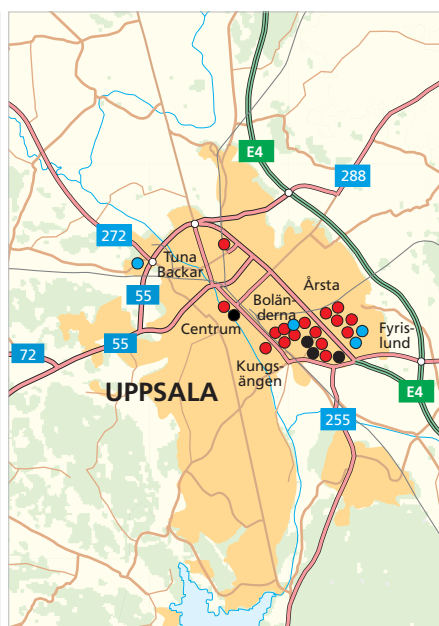 E4
288
272
Tuna
Backar
Årsta
55
Bolän-
derna
Fyris-
lund
Centrum
55
72
Kungs-
ängen
UPPSALA
E4
255